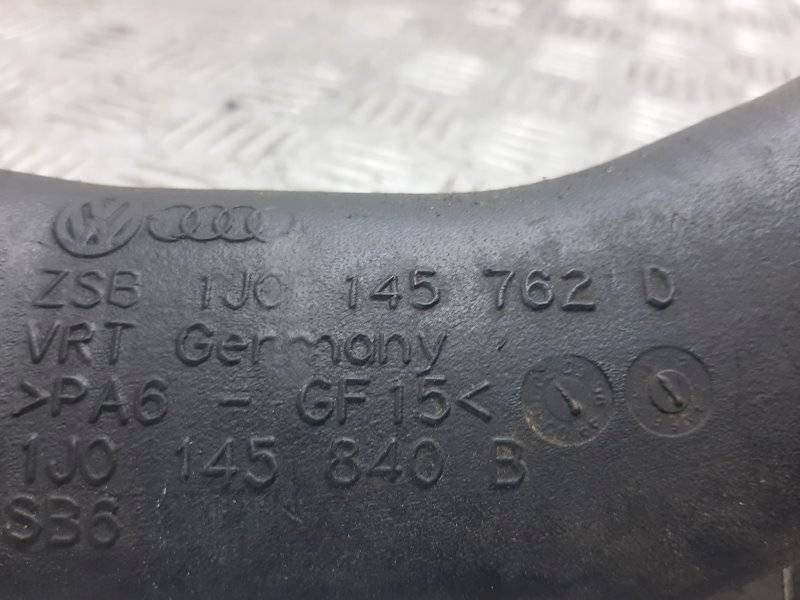 ZSB 1J0 145 762 D
VRT Germany
>PA6 - GF15<
1J0 145 840 B
SB6